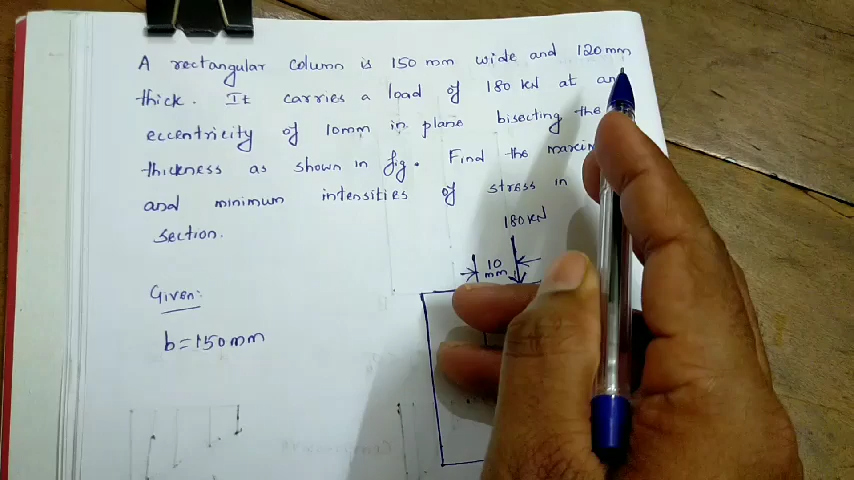 A rectangular column is 150 mm wide and 120 mm
thick. It carries a load of 180 kN at an
eccentricity of 10mm in plane bisecting the
thickness as shown in fig. Find the
and minimum intensities of stress in
section.
180 kN
10
mm
Given:-
b=150mm